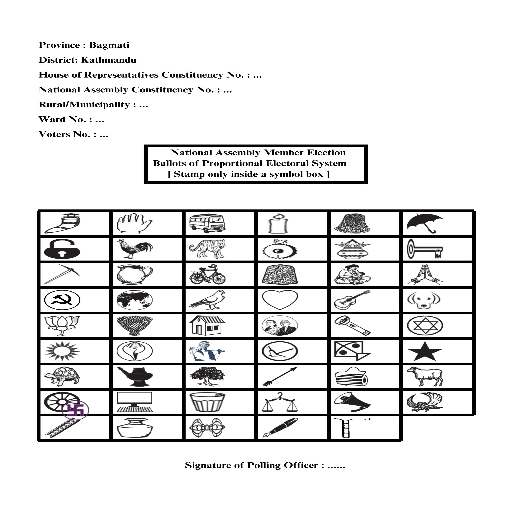 Province : Bagmati
District: Kathmandu
House of Representatives Constituency No. : ...
National Assembly Constituency No. : ...
Rural/Municipality : ...
Ward No. : ...
Voters No. : ...
National Assembly Member Election
Ballots of Proportional Electoral System
[ Stamp only inside a symbol box ]
Signature of Polling Officer : ......